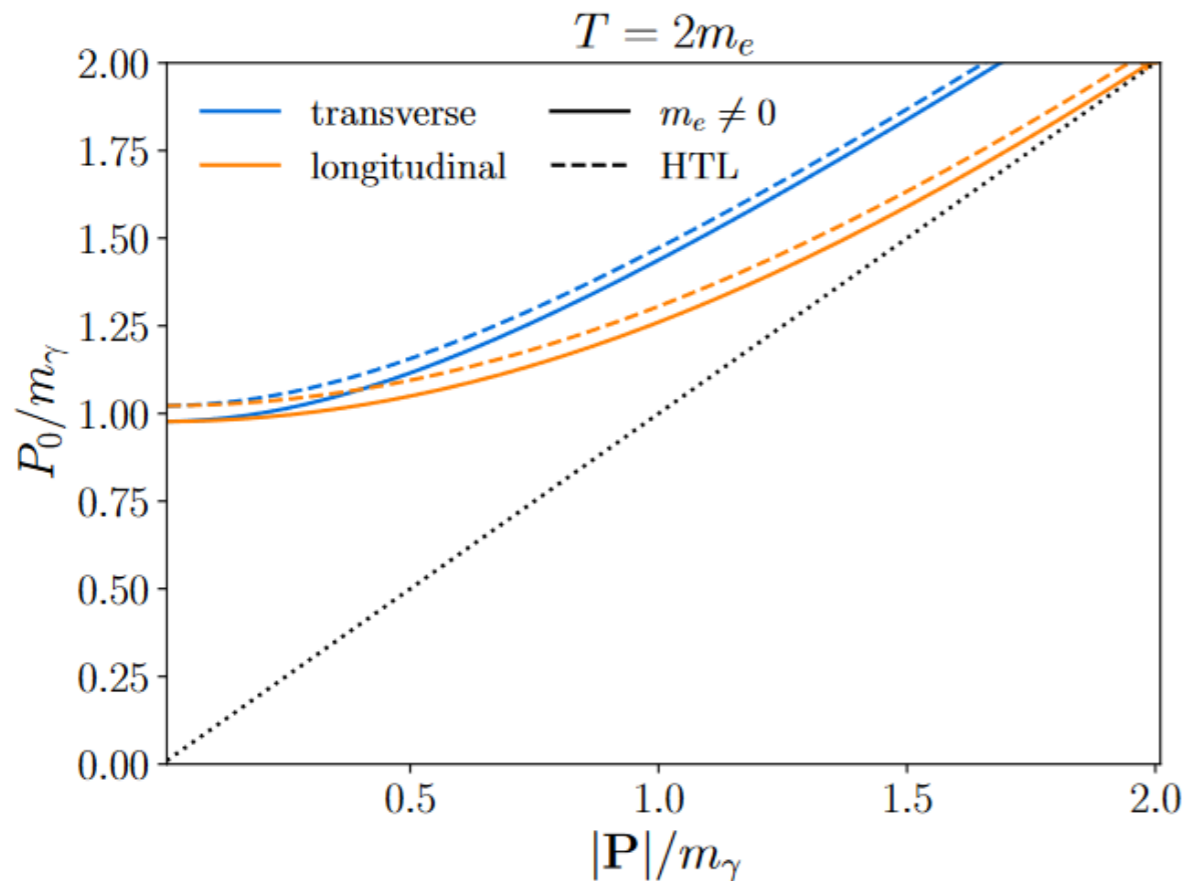 T = 2m_e
transverse
longitudinal
m_e ≠ 0
HTL
P_0/m_γ
2.00
1.75
1.50
1.25
1.00
0.75
0.50
0.25
0.00
0.5
1.0
1.5
2.0
|P|/m_γ